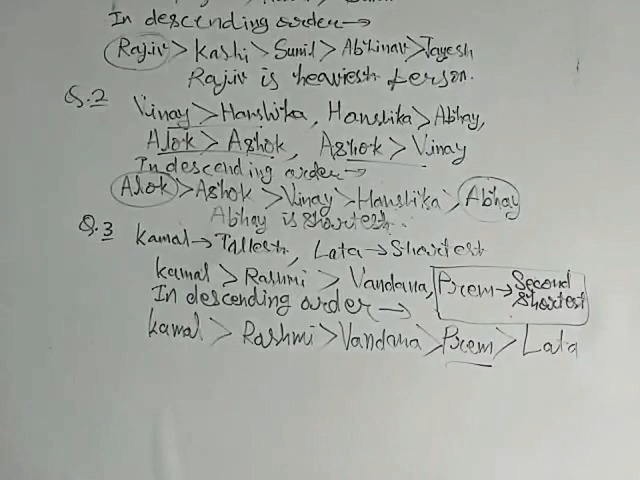 In descending order→
Rajiv > Kashi > Sunil > Abhinav > Jayesh
Rajiv is heaviest person.
Q.2 Vinay > Hanshika, Hanshika > Abhay,
Alok > Ashok, Ashok > Vinay
In descending order→
Alok > Ashok > Vinay > Hanshika > Abhay
Abhay is shortest.
Q.3 Kamal → Tallest, Lata → Shortest
Kamal > Rashmi > Vandana, Prem → Second Shortest
In descending order →
Kamal > Rashmi > Vandana > Prem > Lata